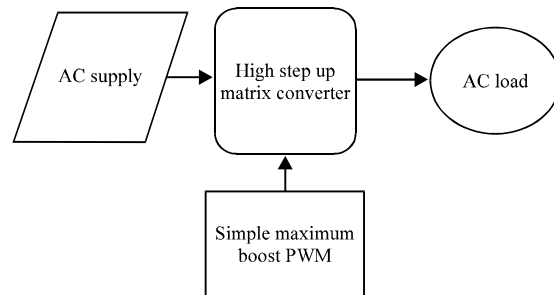 AC supply
High step up
matrix converter
AC load
Simple maximum
boost PWM